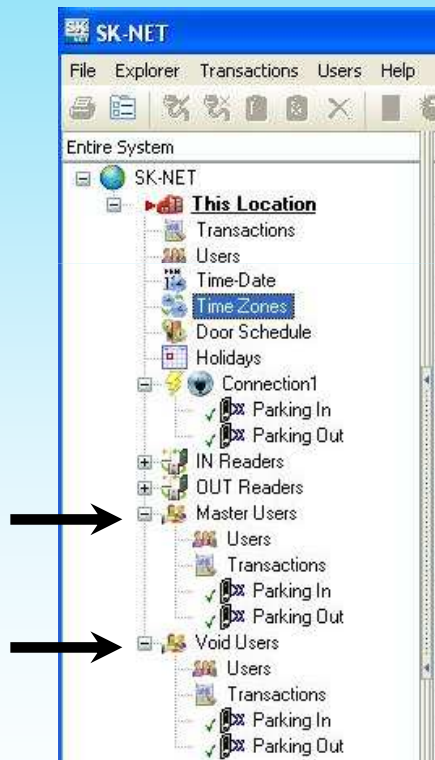 SK-NET
File Explorer Transactions Users Help
Entire System
SK-NET
This Location
Transactions
Users
Time-Date
Time Zones
Door Schedule
Holidays
Connection1
Parking In
Parking Out
IN Readers
OUT Readers
Master Users
Users
Transactions
Parking In
Parking Out
Void Users
Users
Transactions
Parking In
Parking Out